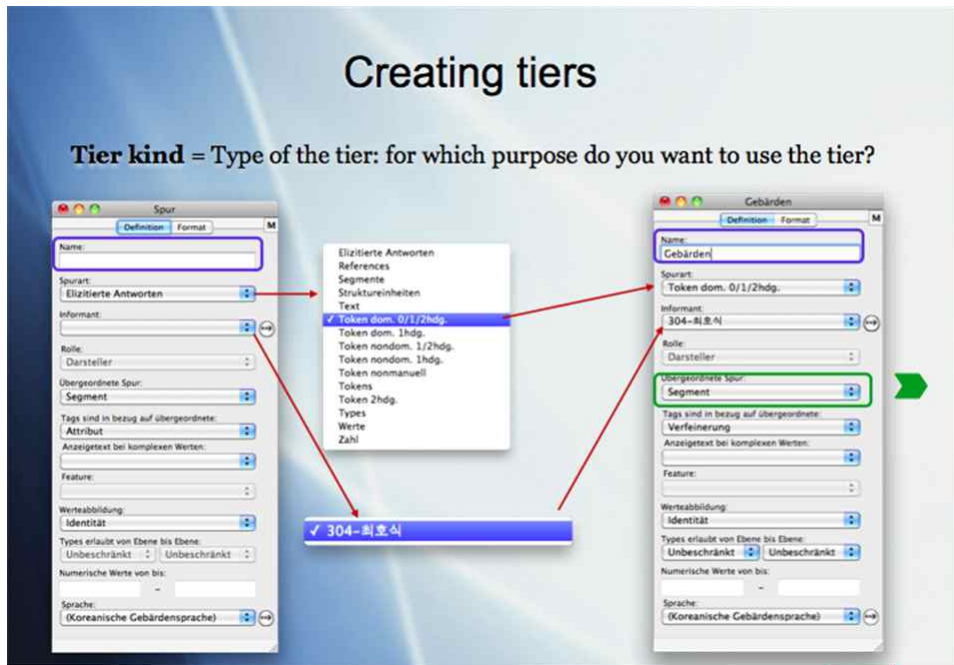 Creating tiers
Tier kind = Type of the tier: for which purpose do you want to use the tier?
Spur
Definition Format M
Name:
Spurart:
Elizitierte Antworten
Informant:
Rolle:
Darsteller
Übergeordnete Spur:
Segment
Tags sind in bezug auf übergeordnete:
Attribut
Anzeigetext bei komplexen Werten:
Feature:
Werteabbildung:
Identität
Types erlaubt von Ebene bis Ebene:
Unbeschränkt Unbeschränkt
Numerische Werte von bis:
–
Sprache:
(Koreanische Gebärdensprache)
Elizitierte Antworten
References
Segmente
Struktureinheiten
Text
✓ Token dom. 0/1/2hdg.
Token dom. 1hdg.
Token nondom. 1/2hdg.
Token nondom. 1hdg.
Token nonmanuell
Tokens
Token 2hdg.
Types
Werte
Zahl
✓ 304-최호식
Gebärden
Definition Format M
Name:
Gebärden
Spurart:
Token dom. 0/1/2hdg.
Informant:
304-최호식
Rolle:
Darsteller
Übergeordnete Spur:
Segment
Tags sind in bezug auf übergeordnete:
Verfeinerung
Anzeigetext bei komplexen Werten:
Feature:
Werteabbildung:
Identität
Types erlaubt von Ebene bis Ebene:
Unbeschränkt Unbeschränkt
Numerische Werte von bis:
–
Sprache:
(Koreanische Gebärdensprache)